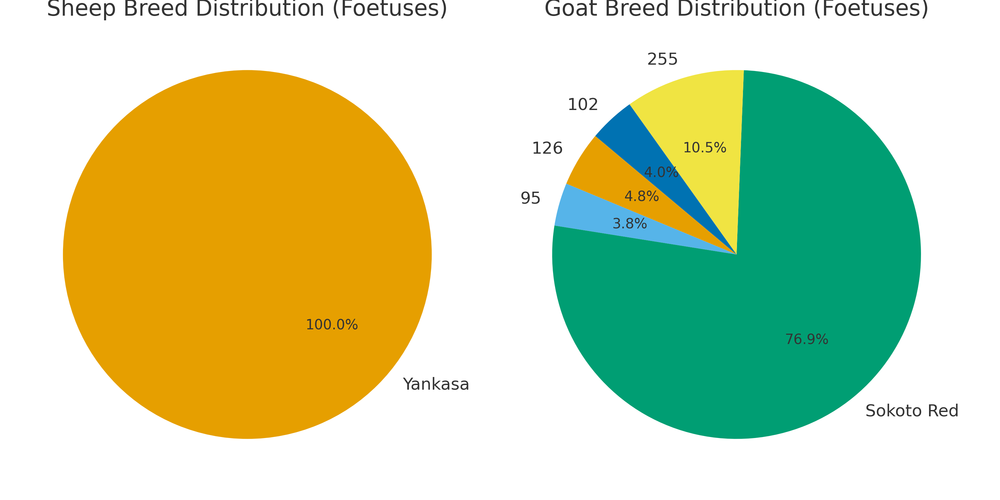 Sheep Breed Distribution (Foetuses)
100.0%
Yankasa
Goat Breed Distribution (Foetuses)
255
102
126
95
10.5%
4.0%
4.8%
3.8%
76.9%
Sokoto Red